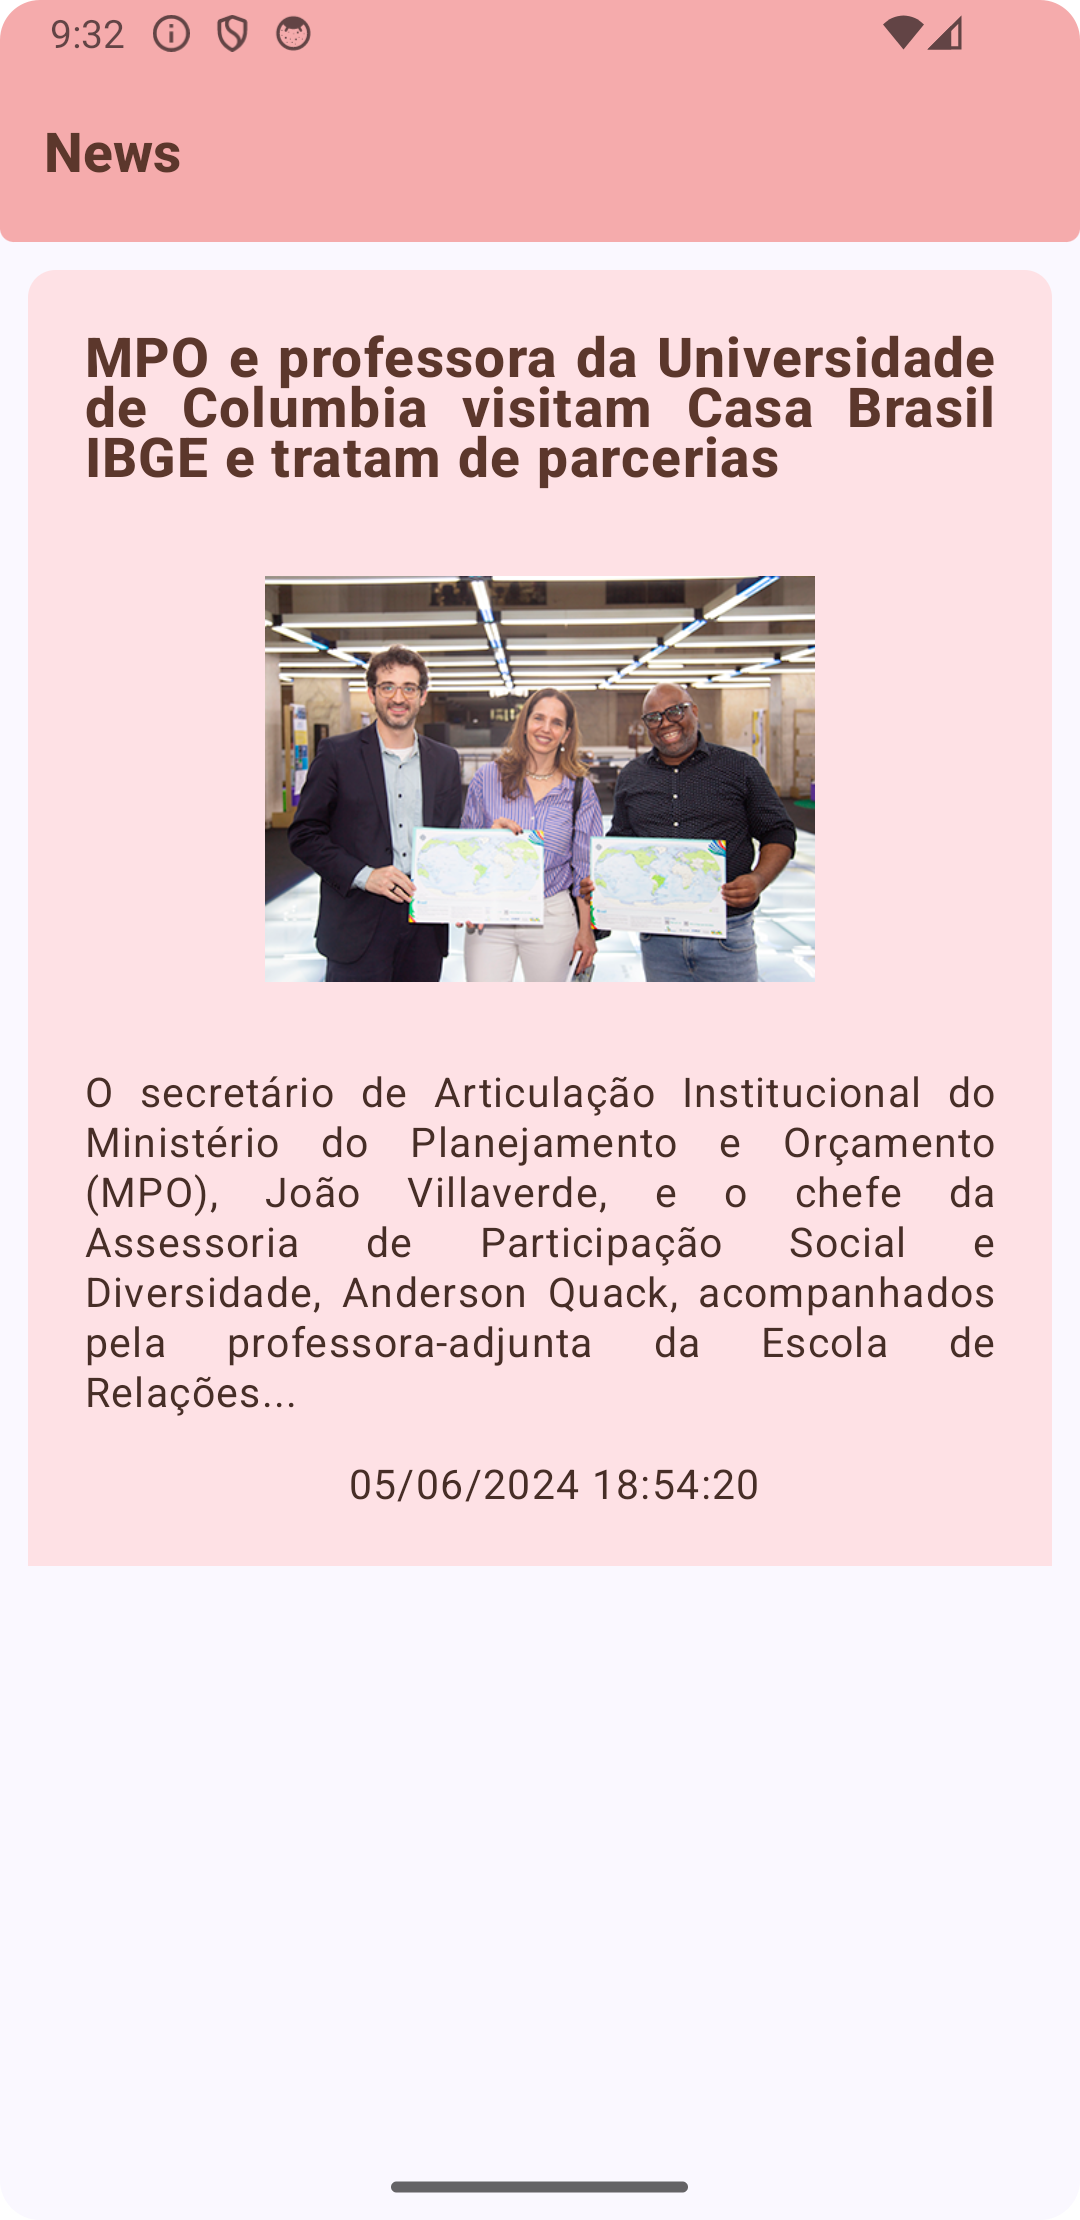 9:32
News
MPO e professora da Universidade
de Columbia visitam Casa Brasil
IBGE e tratam de parcerias
O secretário de Articulação Institucional do
Ministério do Planejamento e Orçamento
(MPO), João Villaverde, e o chefe da
Assessoria de Participação Social e
Diversidade, Anderson Quack, acompanhados
pela professora-adjunta da Escola de
Relações...
05/06/2024 18:54:20